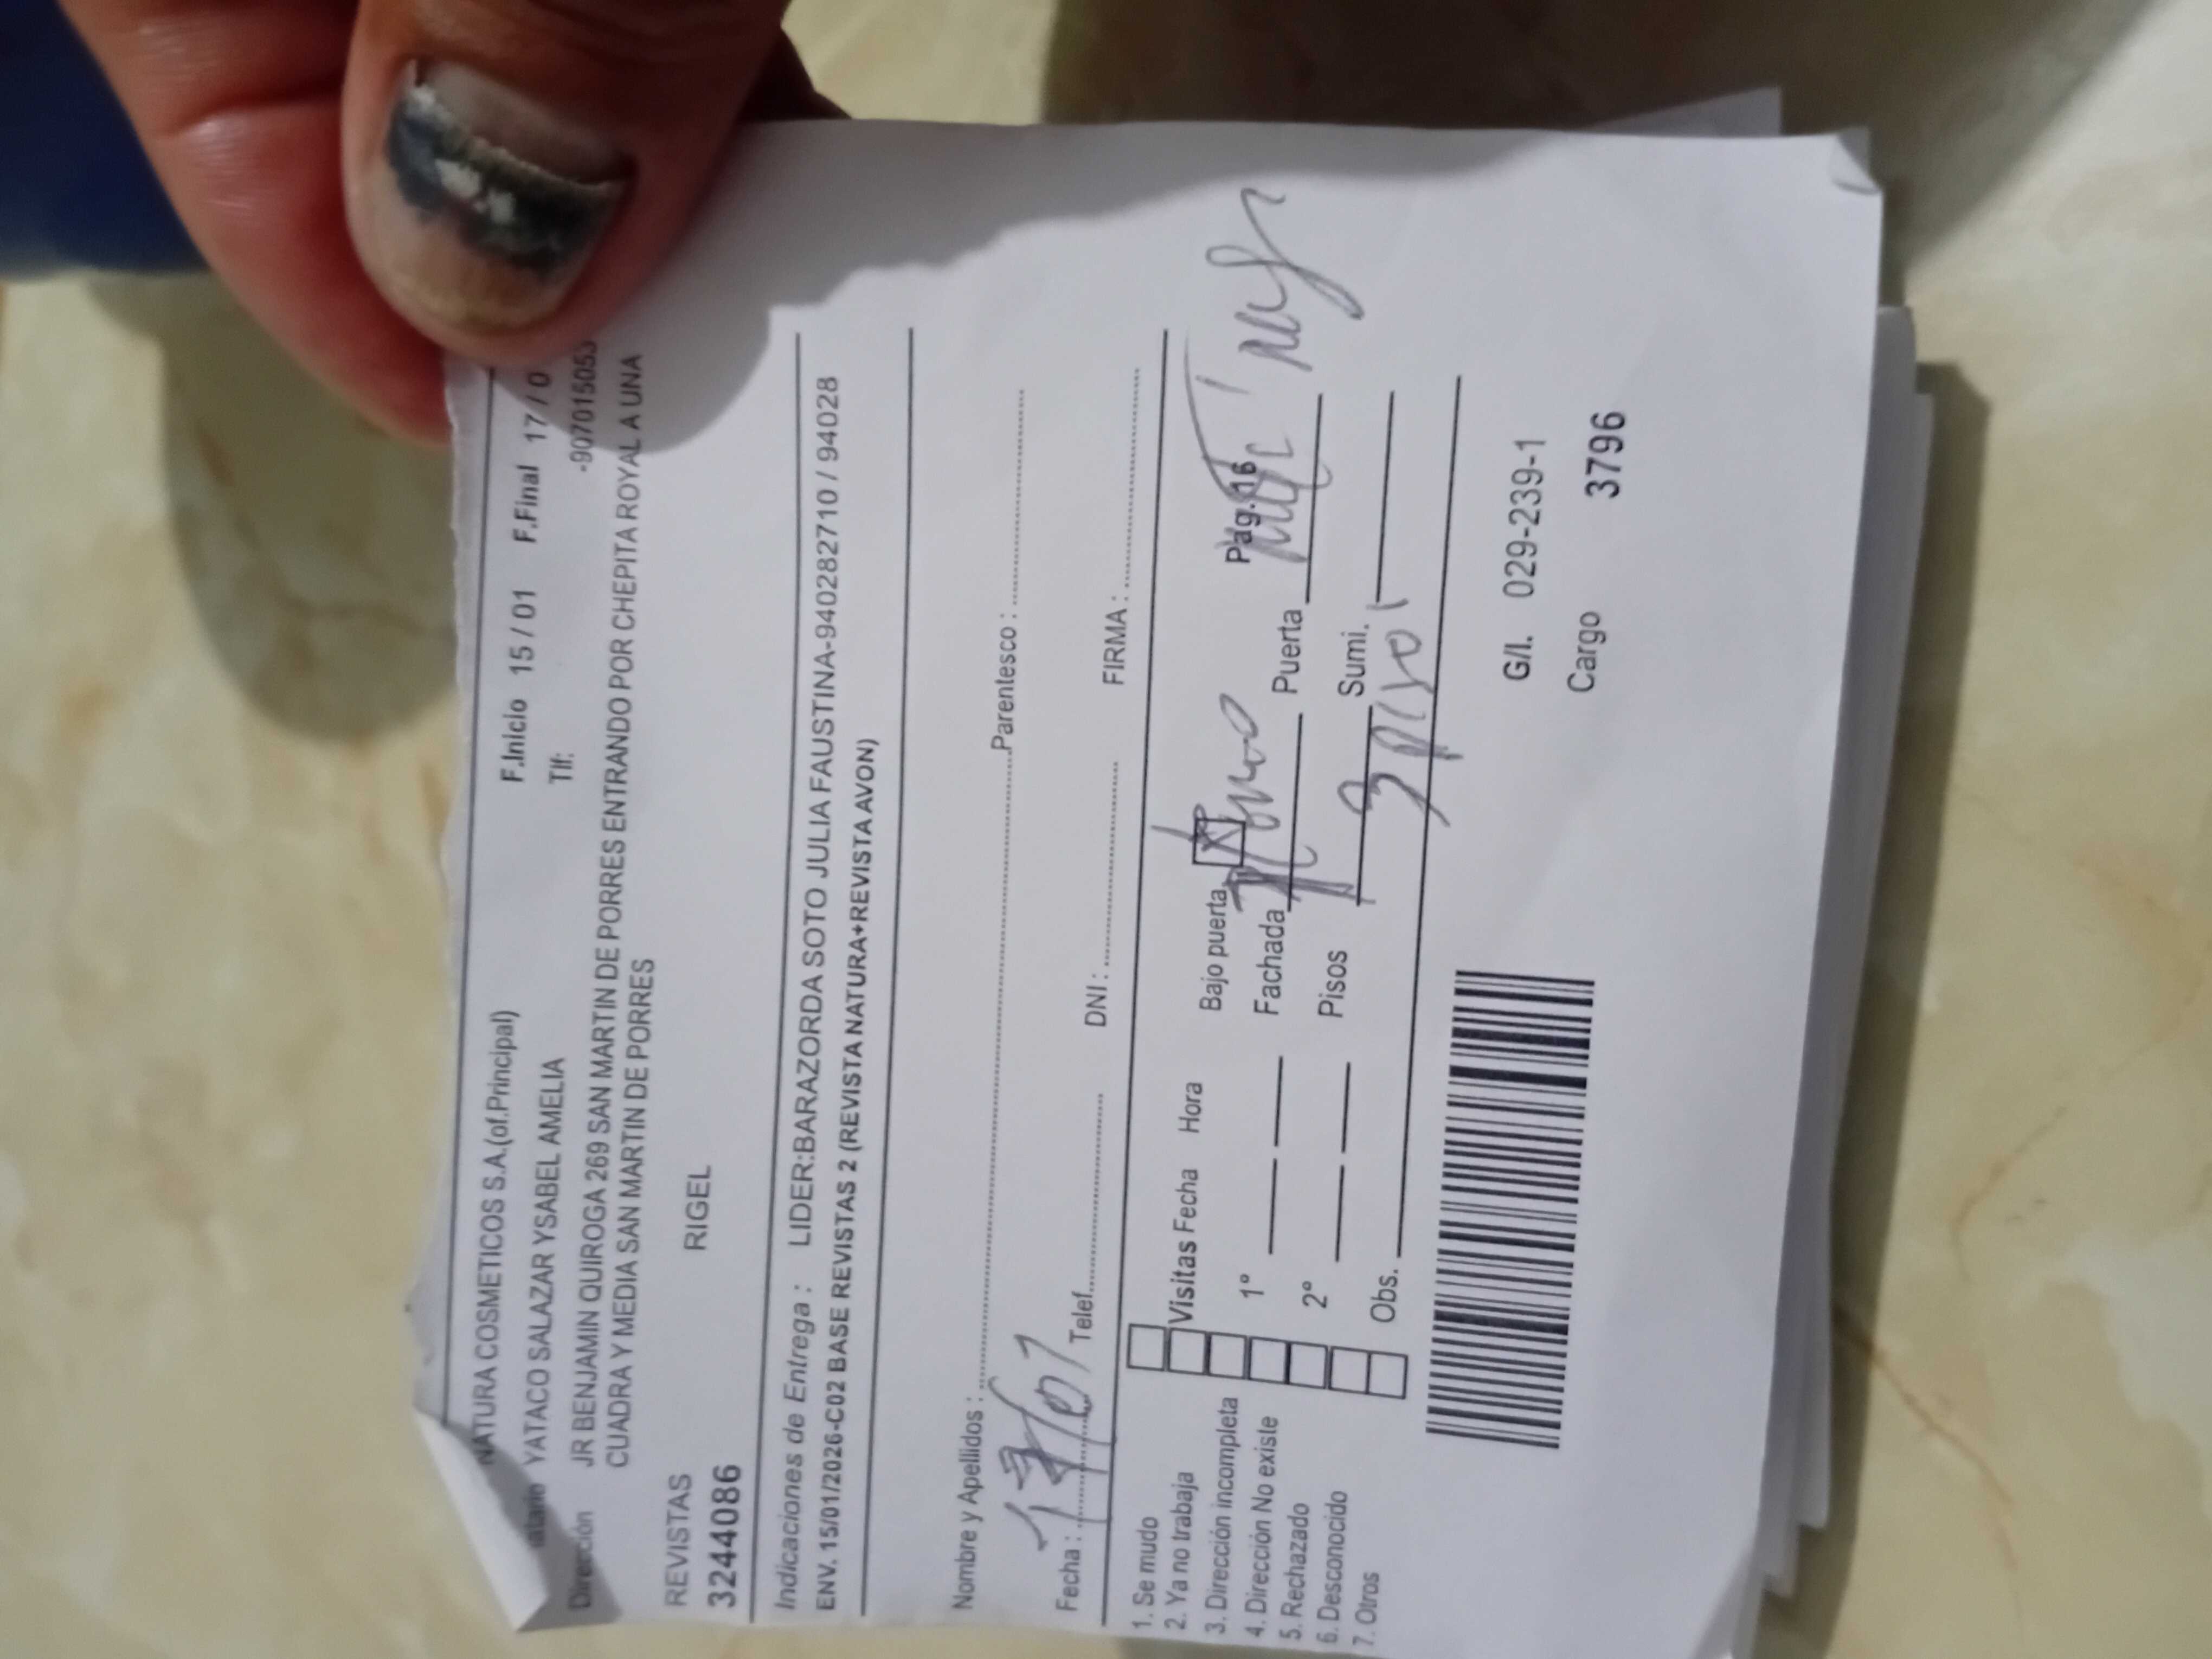 NATURA COSMETICOS S.A.(of.Principal) F.Inicio 15 / 01 F.Final 17 / 0
YATACO SALAZAR YSABEL AMELIA Tlf: -907015053
Dirección JR BENJAMIN QUIROGA 269 SAN MARTIN DE PORRES ENTRANDO POR CHEPITA ROYAL A UNA
CUADRA Y MEDIA SAN MARTIN DE PORRES
REVISTAS RIGEL
3244086
Indicaciones de Entrega : LIDER:BARAZORDA SOTO JULIA FAUSTINA-940282710 / 94028
ENV. 15/01/2026-C02 BASE REVISTAS 2 (REVISTA NATURA+REVISTA AVON)
Nombre y Apellidos : Parentesco :
Fecha : 17/01 Telef. DNI : FIRMA :
1. Se mudo
2. Ya no trabaja Visitas Fecha Hora Bajo puerta Pag. 16
3. Dirección incompleta
4. Dirección No existe 1° Fachada Puerta
5. Rechazado
6. Desconocido 2° Pisos Sumi.
7. Otros Obs. 3 piso
G/I. 029-239-1
Cargo 3796